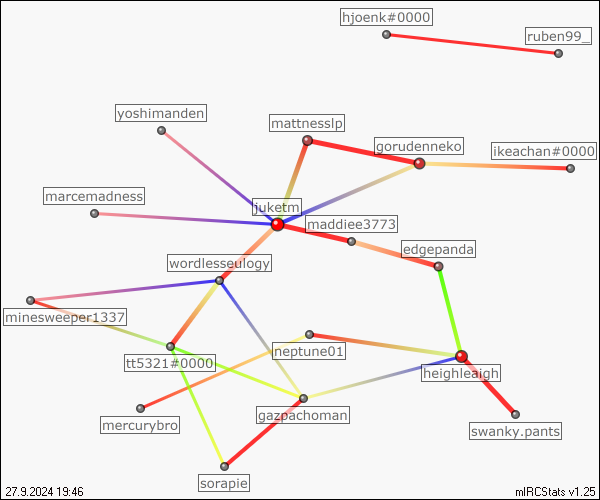 hjoenk#0000
ruben99_
yoshimanden
mattnesslp
gorudenneko
ikeachan#0000
marcemadness
juketm
maddiee3773
edgepanda
wordlesseulogy
minesweeper1337
neptune01
tt5321#0000
heighleaigh
gazpachoman
mercurybro
swanky.pants
sorapie
27.9.2024 19:46
mIRCStats v1.25